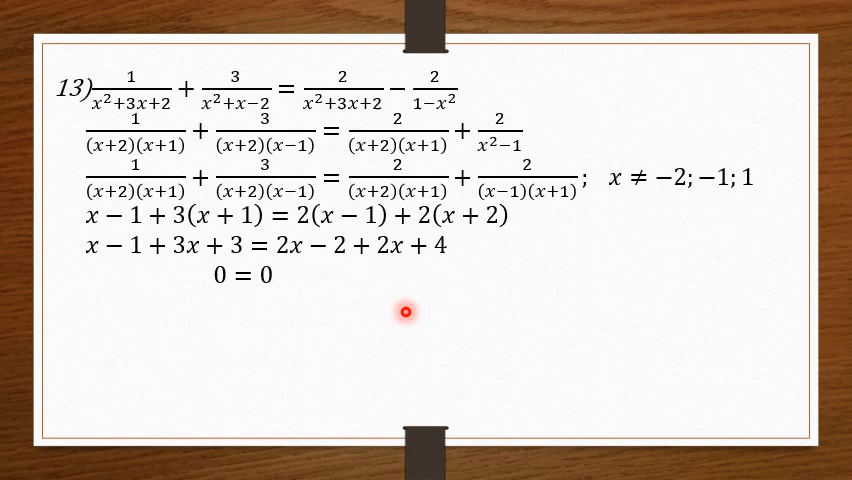 13) 1/(x²+3x+2) + 3/(x²+x−2) = 2/(x²+3x+2) − 2/(1−x²)
1/((x+2)(x+1)) + 3/((x+2)(x−1)) = 2/((x+2)(x+1)) + 2/(x²−1)
1/((x+2)(x+1)) + 3/((x+2)(x−1)) = 2/((x+2)(x+1)) + 2/((x−1)(x+1)); x ≠ −2; −1; 1
x − 1 + 3(x + 1) = 2(x − 1) + 2(x + 2)
x − 1 + 3x + 3 = 2x − 2 + 2x + 4
0 = 0